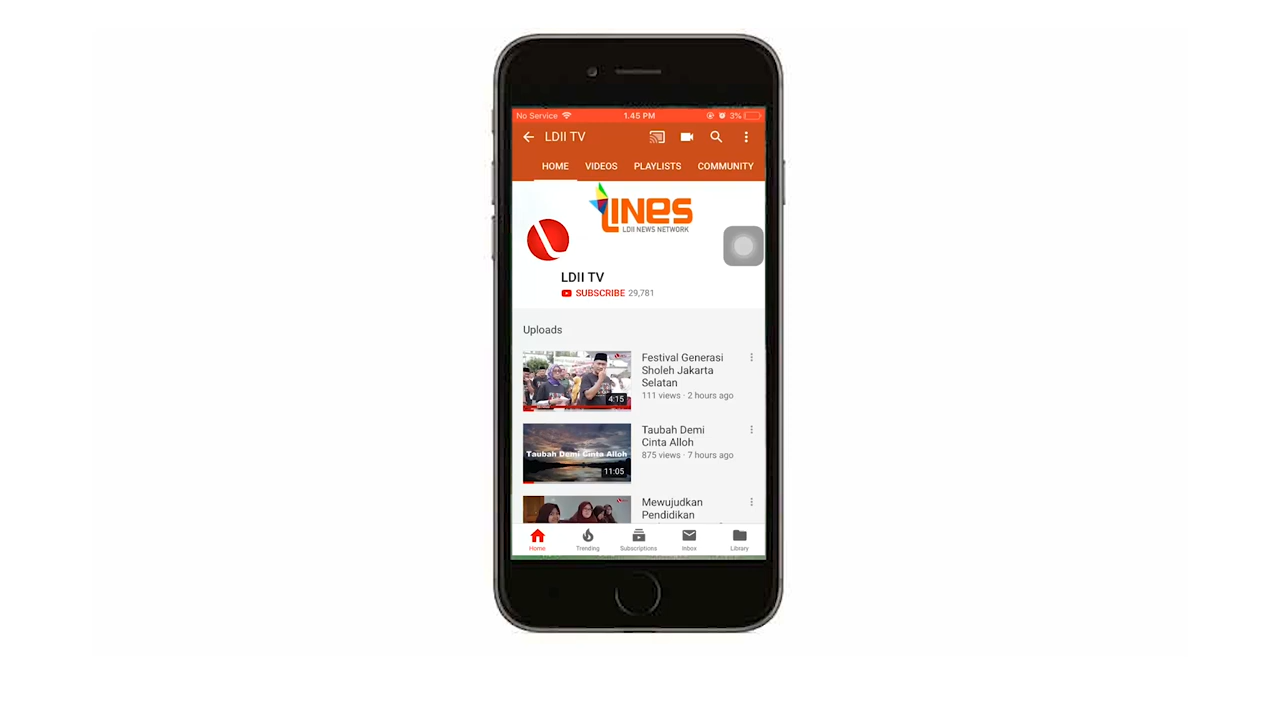 No Service 1.45 PM 3%
LDII TV
HOME VIDEOS PLAYLISTS COMMUNITY
LINES
LDII NEWS NETWORK
LDII TV
SUBSCRIBE 29,781
Uploads
Festival Generasi
Sholeh Jakarta
Selatan
111 views · 2 hours ago
4:15
Taubah Demi
Cinta Alloh
875 views · 7 hours ago
Taubah Demi Cinta Alloh
11:05
Mewujudkan
Pendidikan
Home Trending Subscriptions Inbox Library